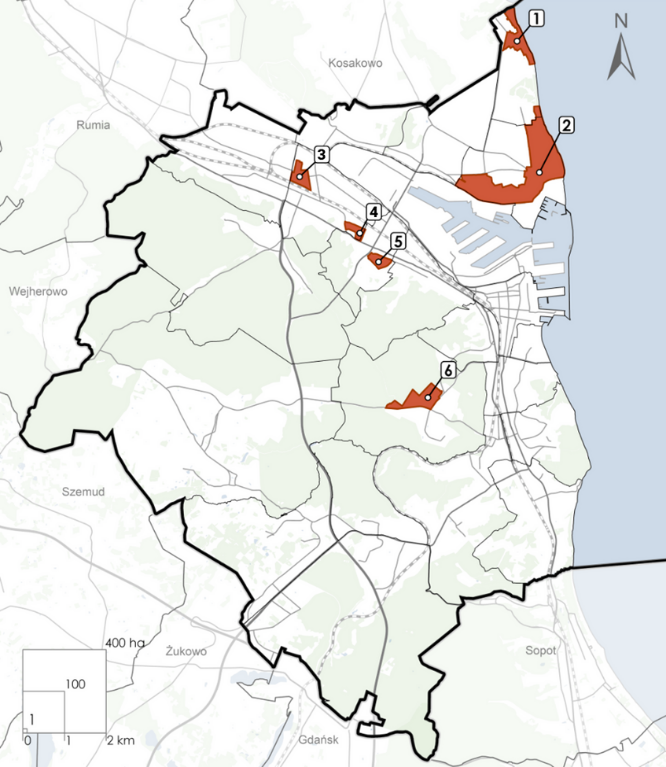 1
N
Kosakowo
Rumia
2
3
4
5
Wejherowo
6
Szemud
400 ha
Żukowo
Sopot
100
1
0 1 2 km
Gdańsk